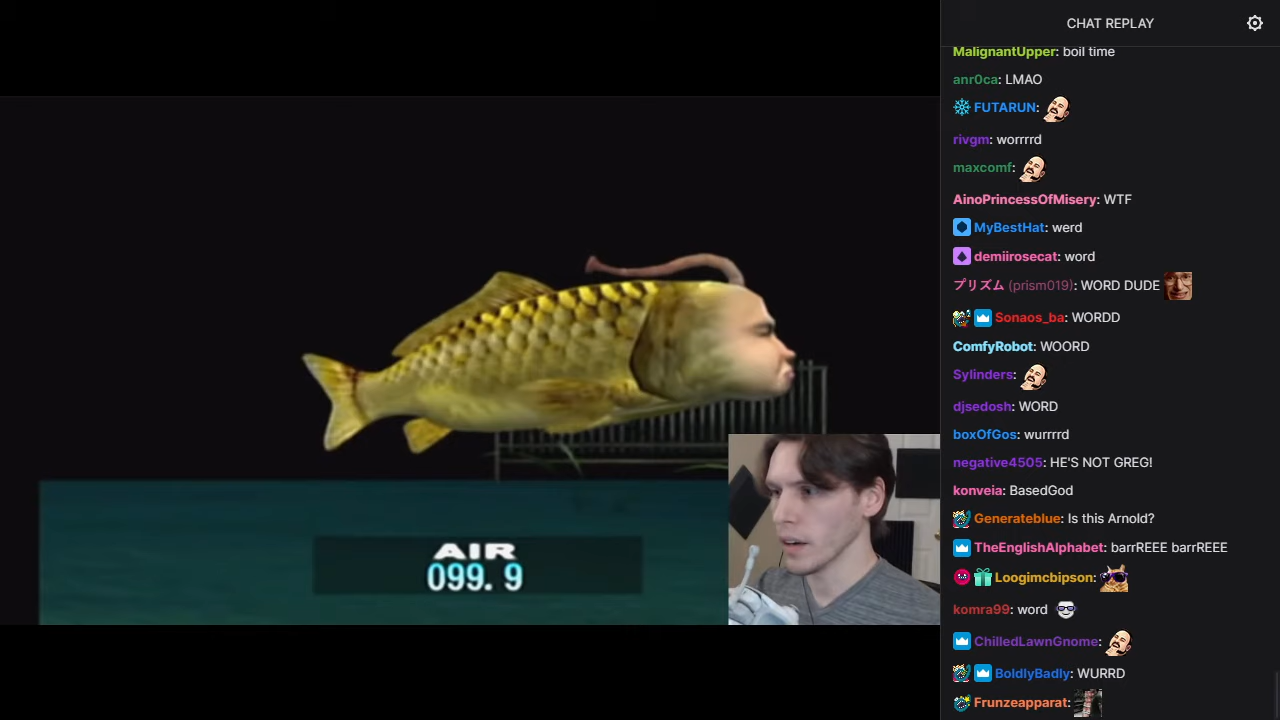 CHAT REPLAY
MalignantUpper: boil time
anr0ca: LMAO
FUTARUN:
rivgm: worrrrd
maxcomf:
AinoPrincessOfMisery: WTF
MyBestHat: werd
demiirosecat: word
プリズム (prism019): WORD DUDE
Sonaos_ba: WORDD
ComfyRobot: WOORD
Sylinders:
djsedosh: WORD
boxOfGos: wurrrrd
negative4505: HE'S NOT GREG!
konveia: BasedGod
Generateblue: Is this Arnold?
TheEnglishAlphabet: barrREEE barrREEE
Loogimcbipson:
komra99: word
ChilledLawnGnome:
BoldlyBadly: WURRD
Frunzeapparat:
AIR
099. 9